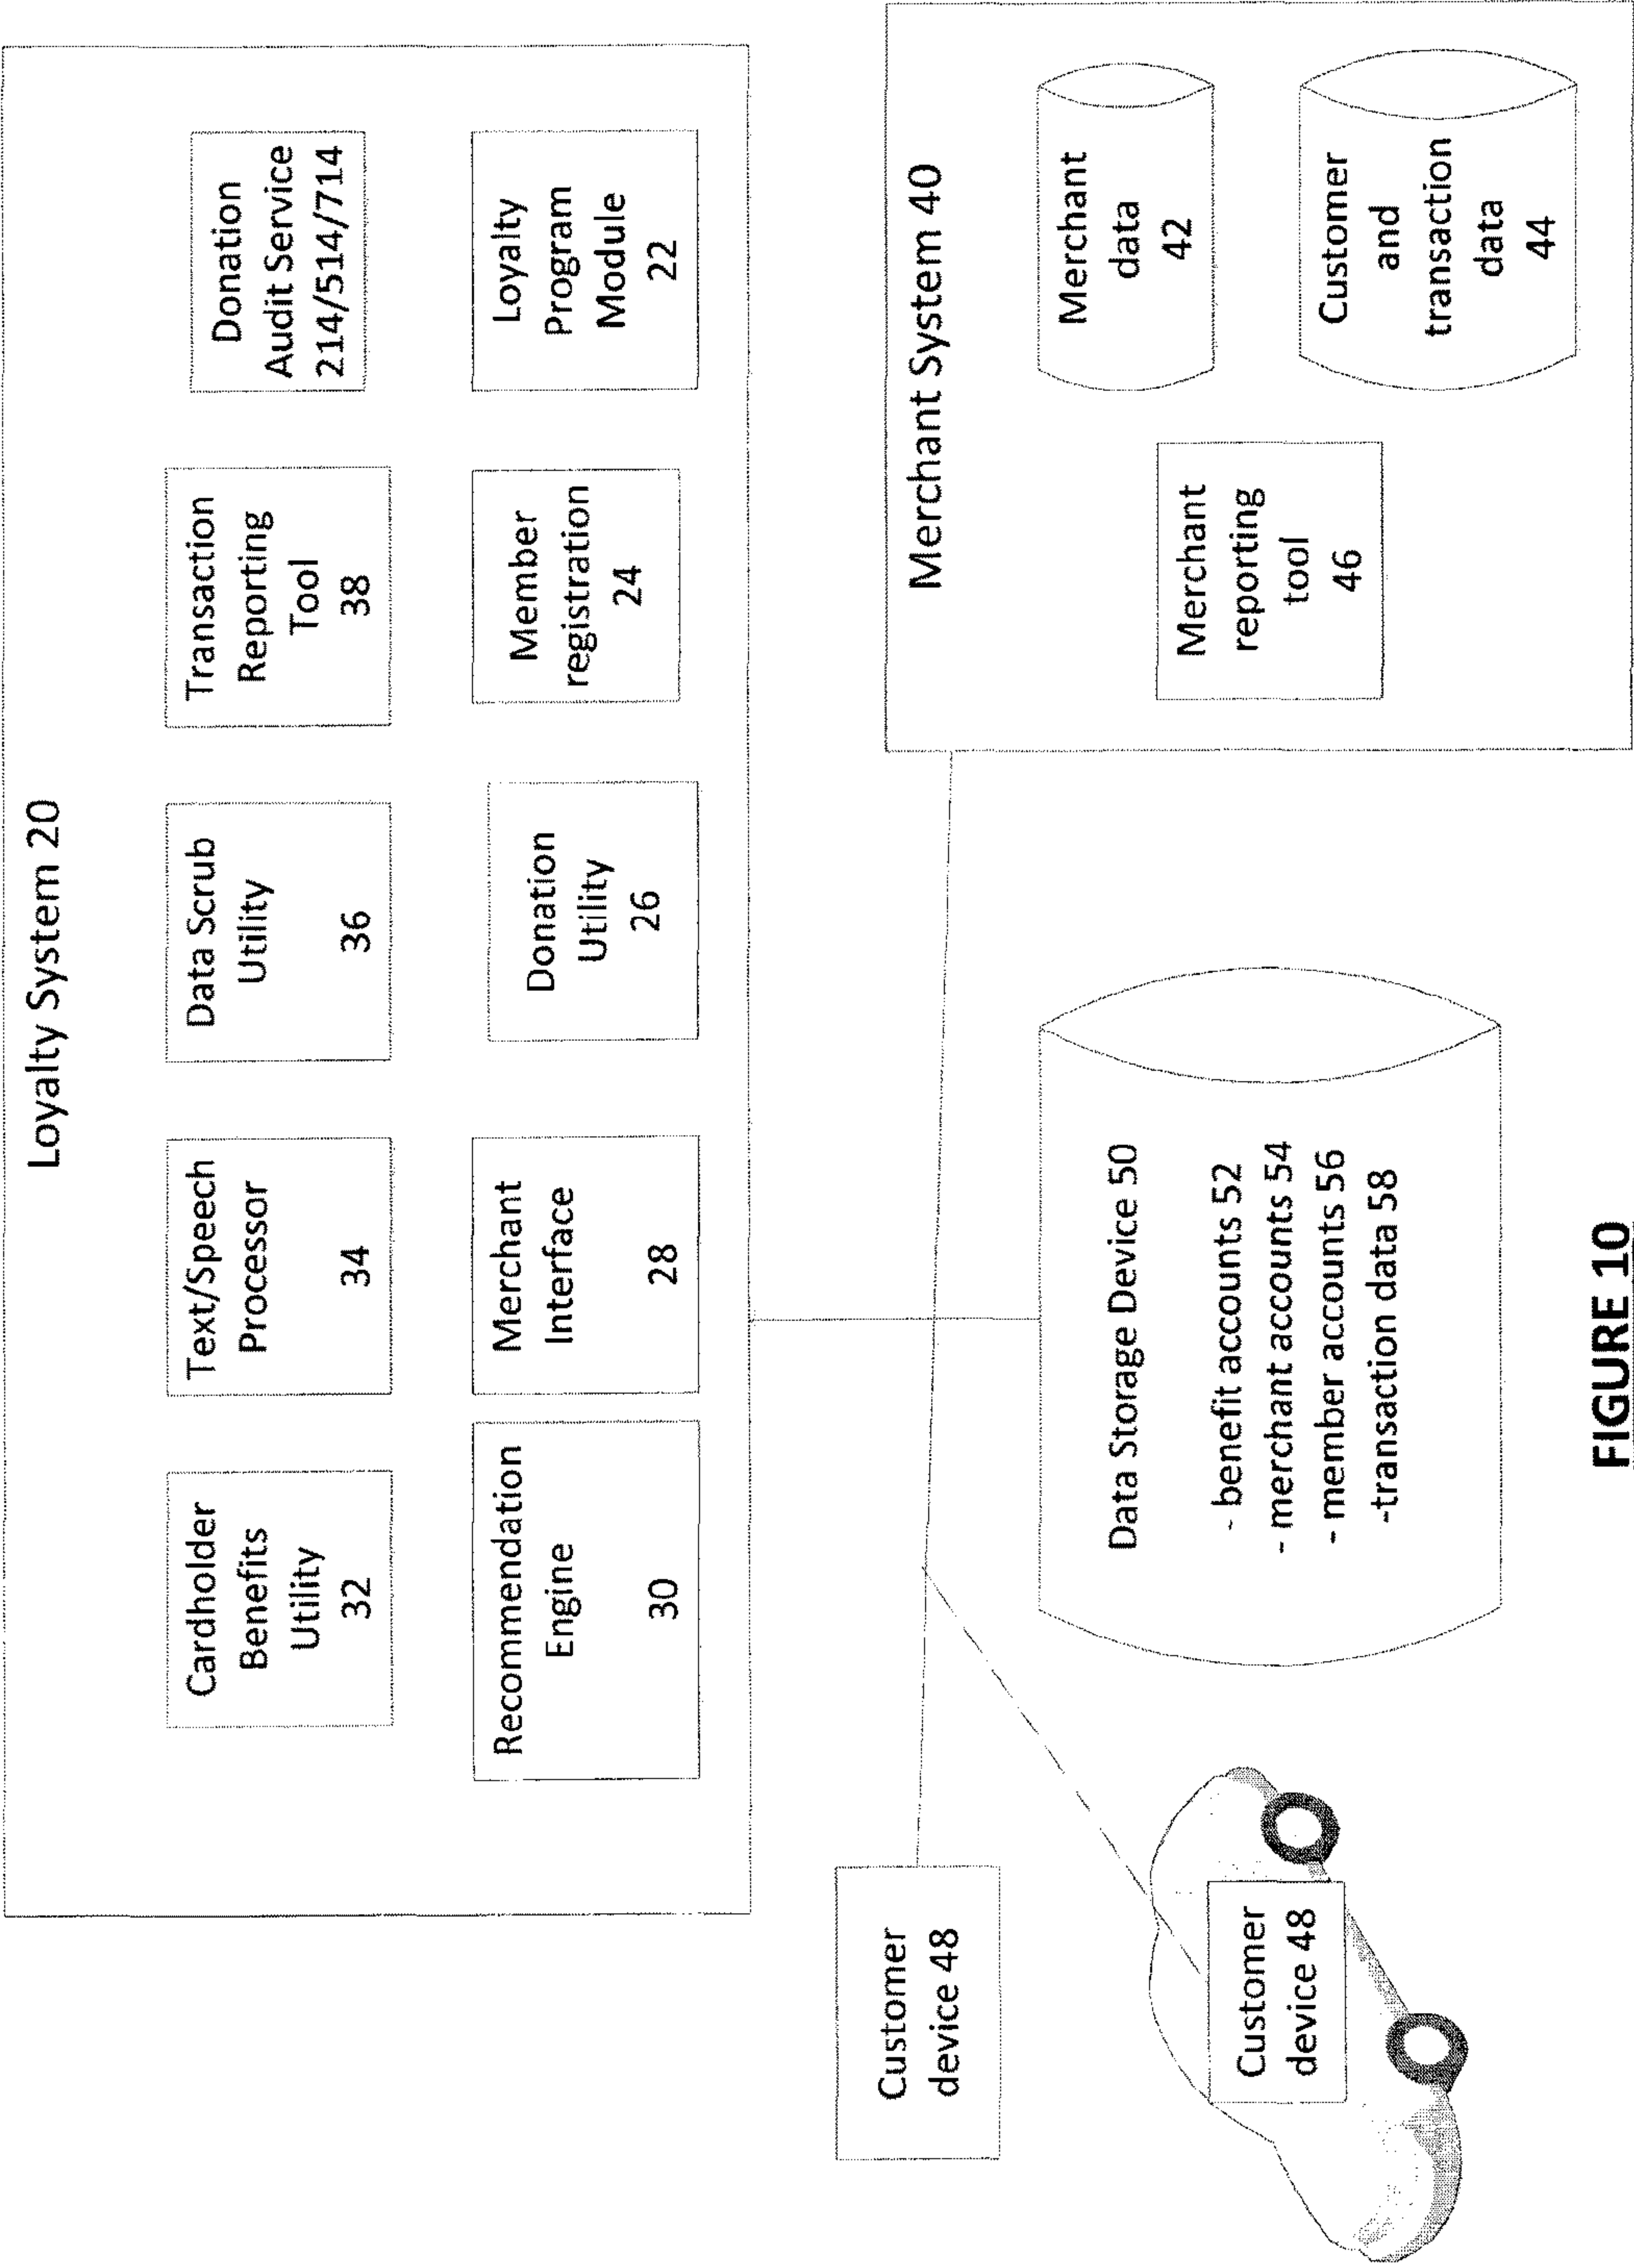 Loyalty System 20
Cardholder
Benefits
Utility
32
Text/Speech
Processor
34
Data Scrub
Utility
36
Transaction
Reporting
Tool
38
Donation
Audit Service
214/514/714
Recommendation
Engine
30
Merchant
Interface
28
Donation
Utility
26
Member
registration
24
Loyalty
Program
Module
22
Customer
device 48
Customer
device 48
Data Storage Device 50
- benefit accounts 52
- merchant accounts 54
- member accounts 56
-transaction data 58
Merchant System 40
Merchant
reporting
tool
46
Merchant
data
42
Customer
and
transaction
data
44
FIGURE 10